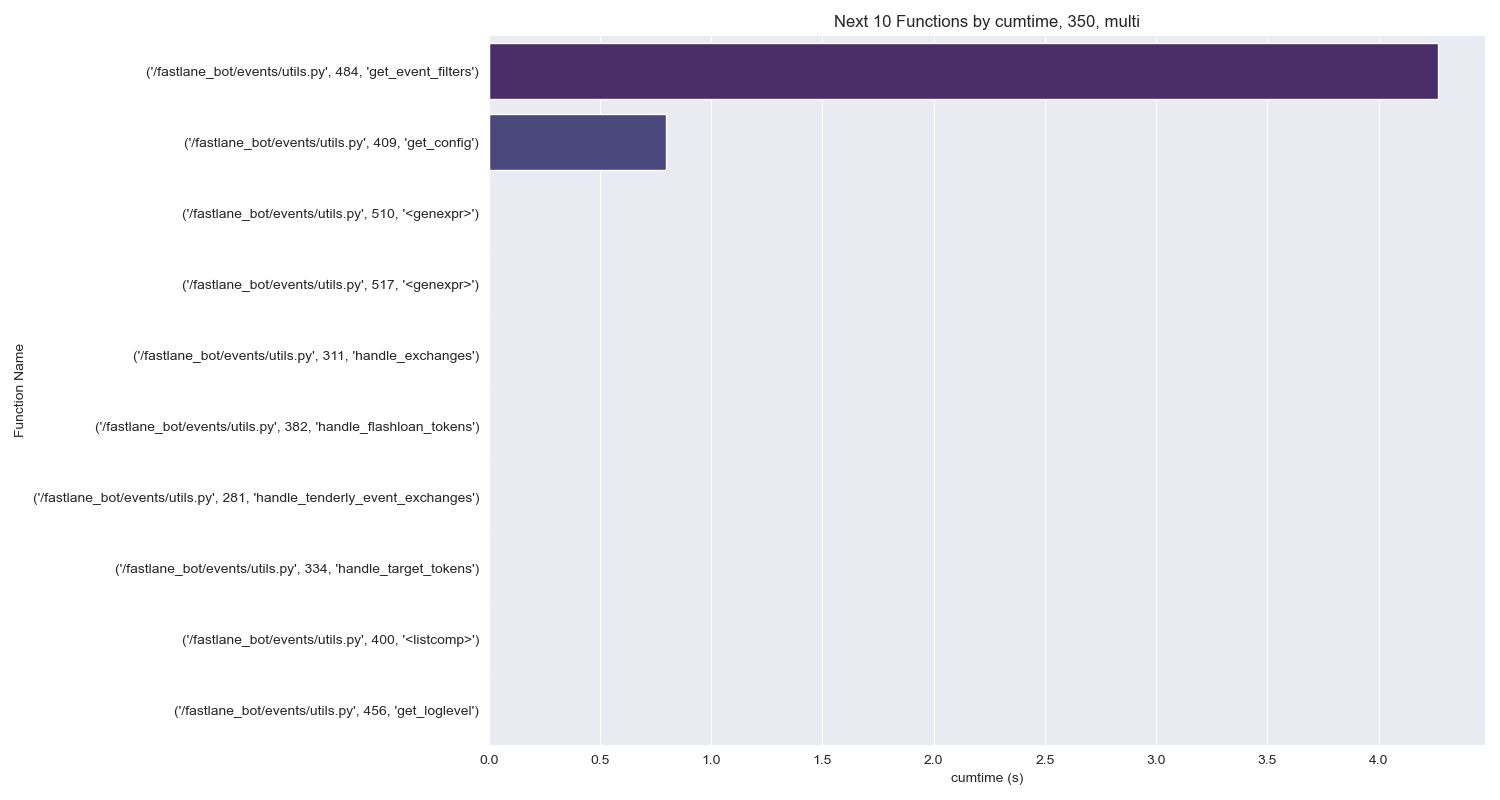 Next 10 Functions by cumtime, 350, multi
('/fastlane_bot/events/utils.py', 484, 'get_event_filters')
('/fastlane_bot/events/utils.py', 409, 'get_config')
('/fastlane_bot/events/utils.py', 510, '<genexpr>')
('/fastlane_bot/events/utils.py', 517, '<genexpr>')
('/fastlane_bot/events/utils.py', 311, 'handle_exchanges')
('/fastlane_bot/events/utils.py', 382, 'handle_flashloan_tokens')
('/fastlane_bot/events/utils.py', 281, 'handle_tenderly_event_exchanges')
('/fastlane_bot/events/utils.py', 334, 'handle_target_tokens')
('/fastlane_bot/events/utils.py', 400, '<listcomp>')
('/fastlane_bot/events/utils.py', 456, 'get_loglevel')
Function Name
0.0 0.5 1.0 1.5 2.0 2.5 3.0 3.5 4.0
cumtime (s)